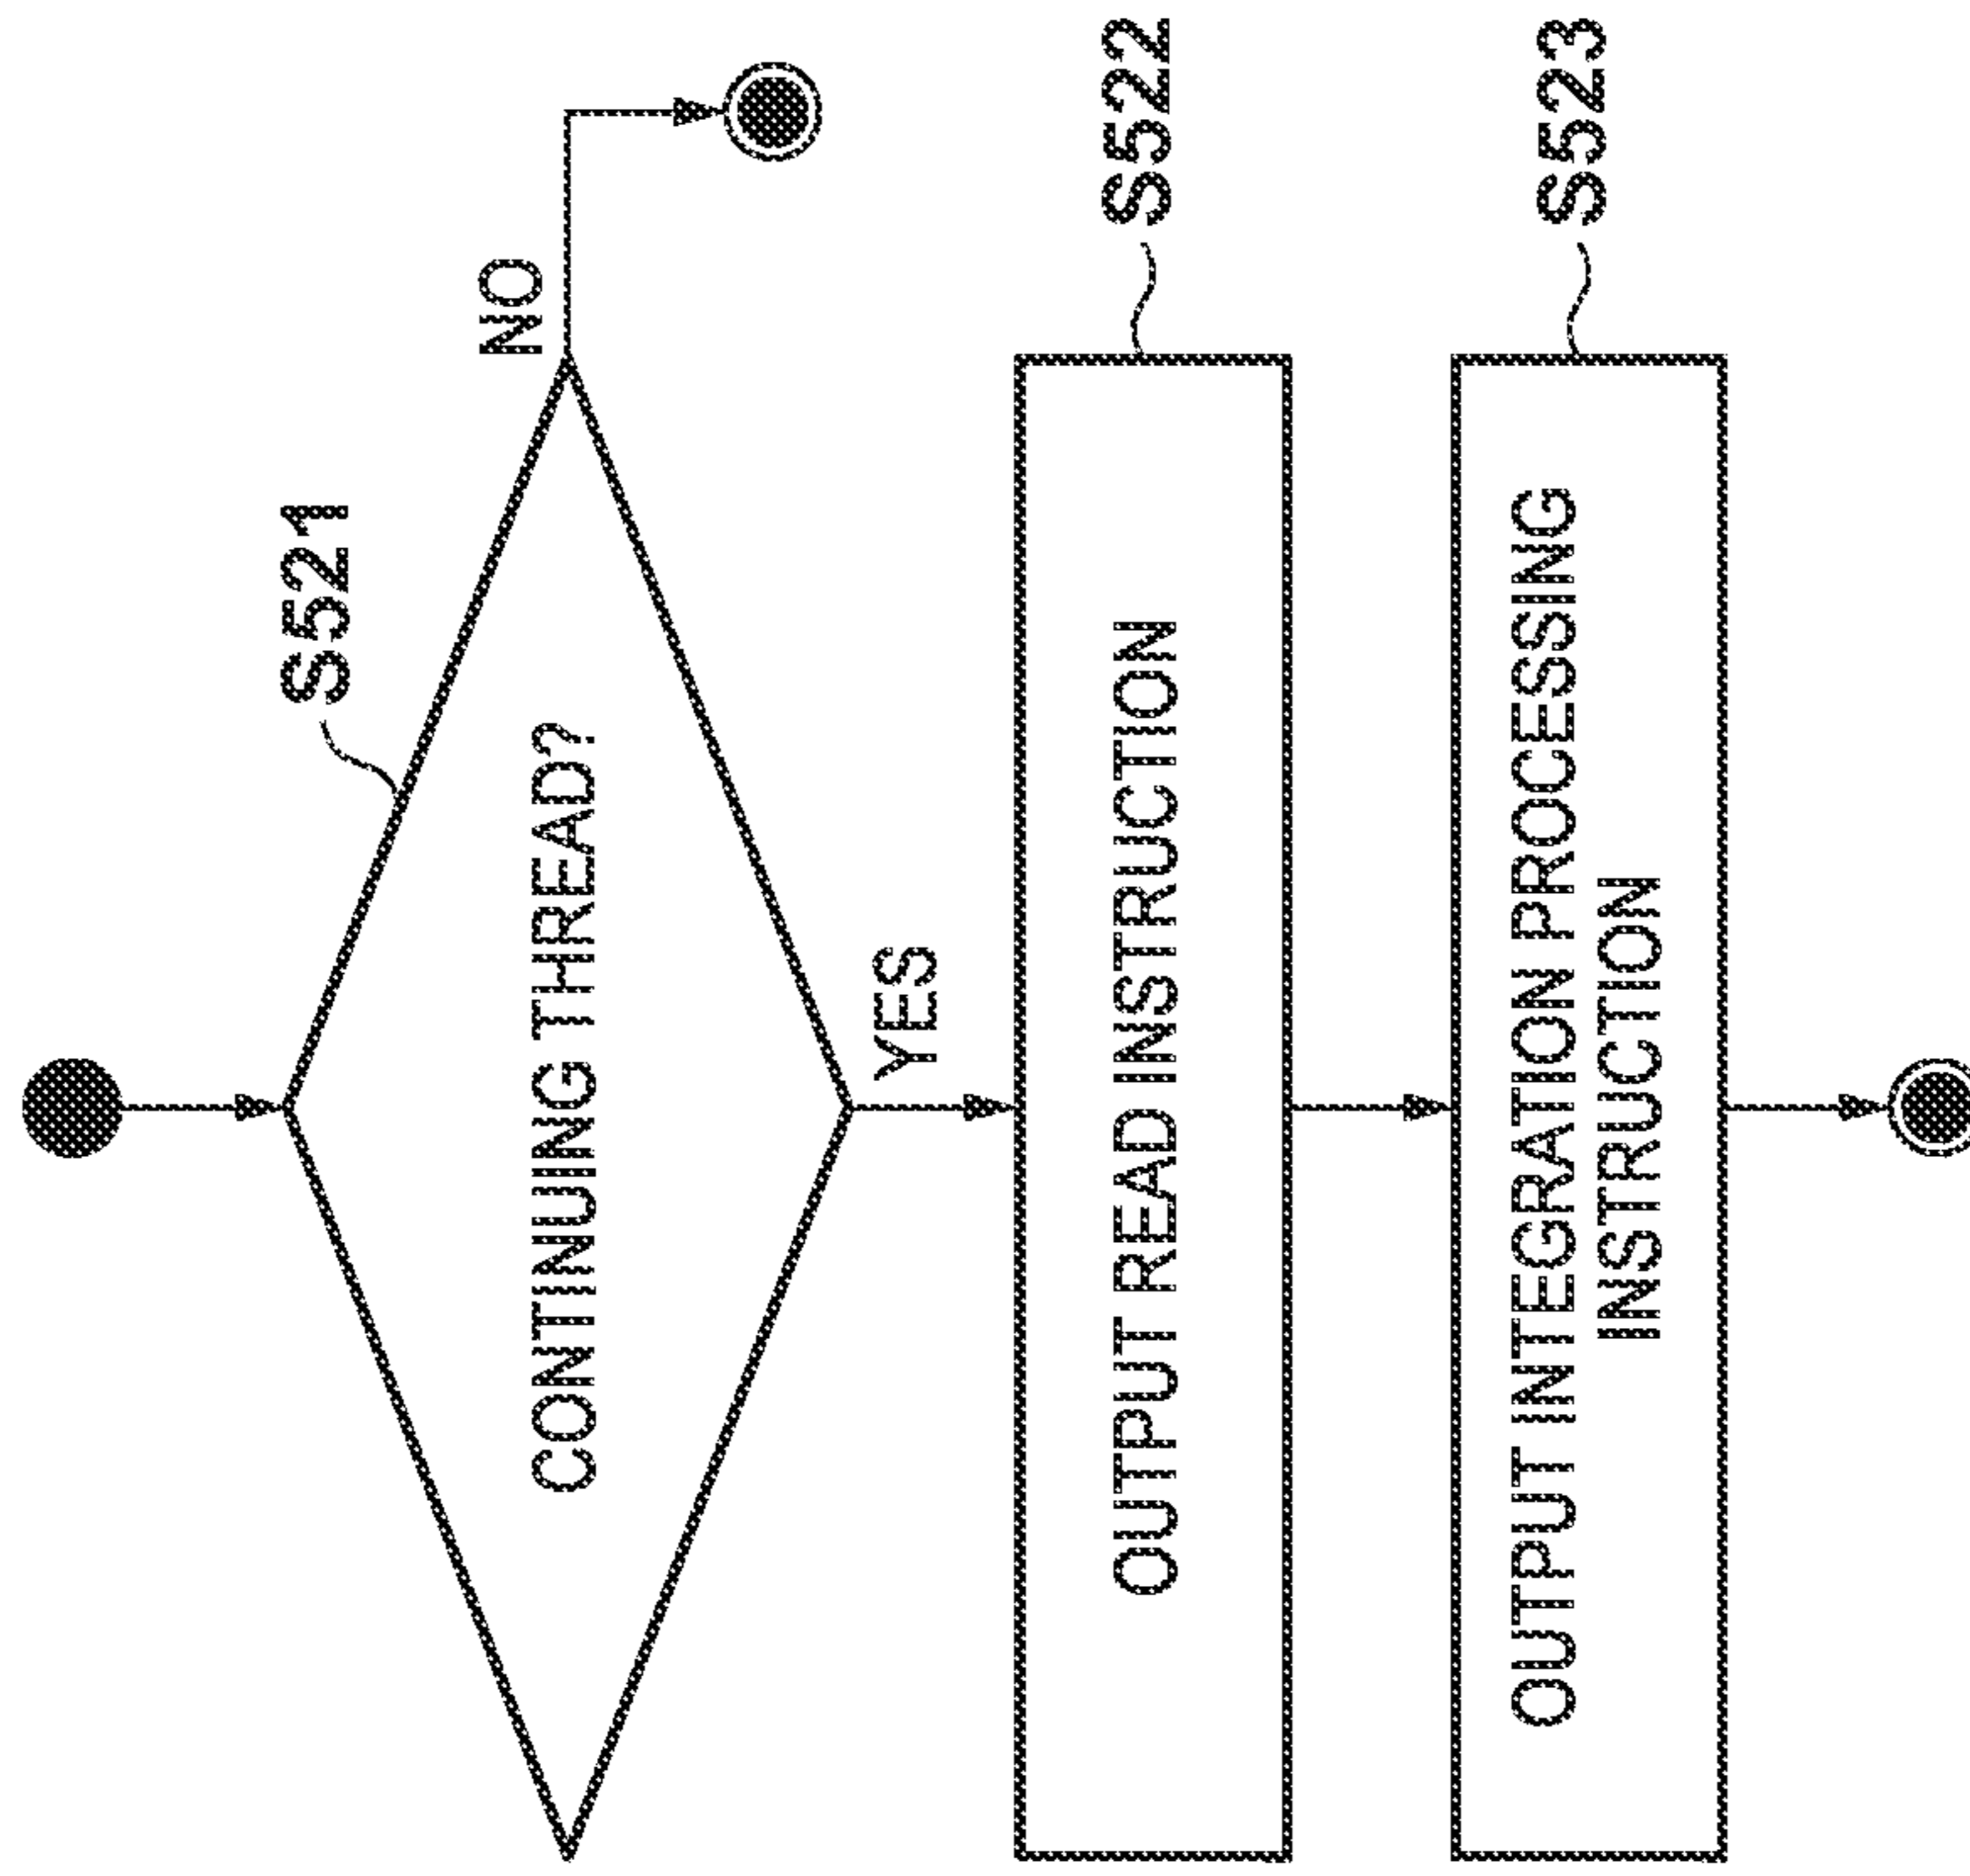 S521
CONTINUING THREAD?
NO
YES
S522
OUTPUT READ INSTRUCTION
S523
OUTPUT INTEGRATION PROCESSING
INSTRUCTION